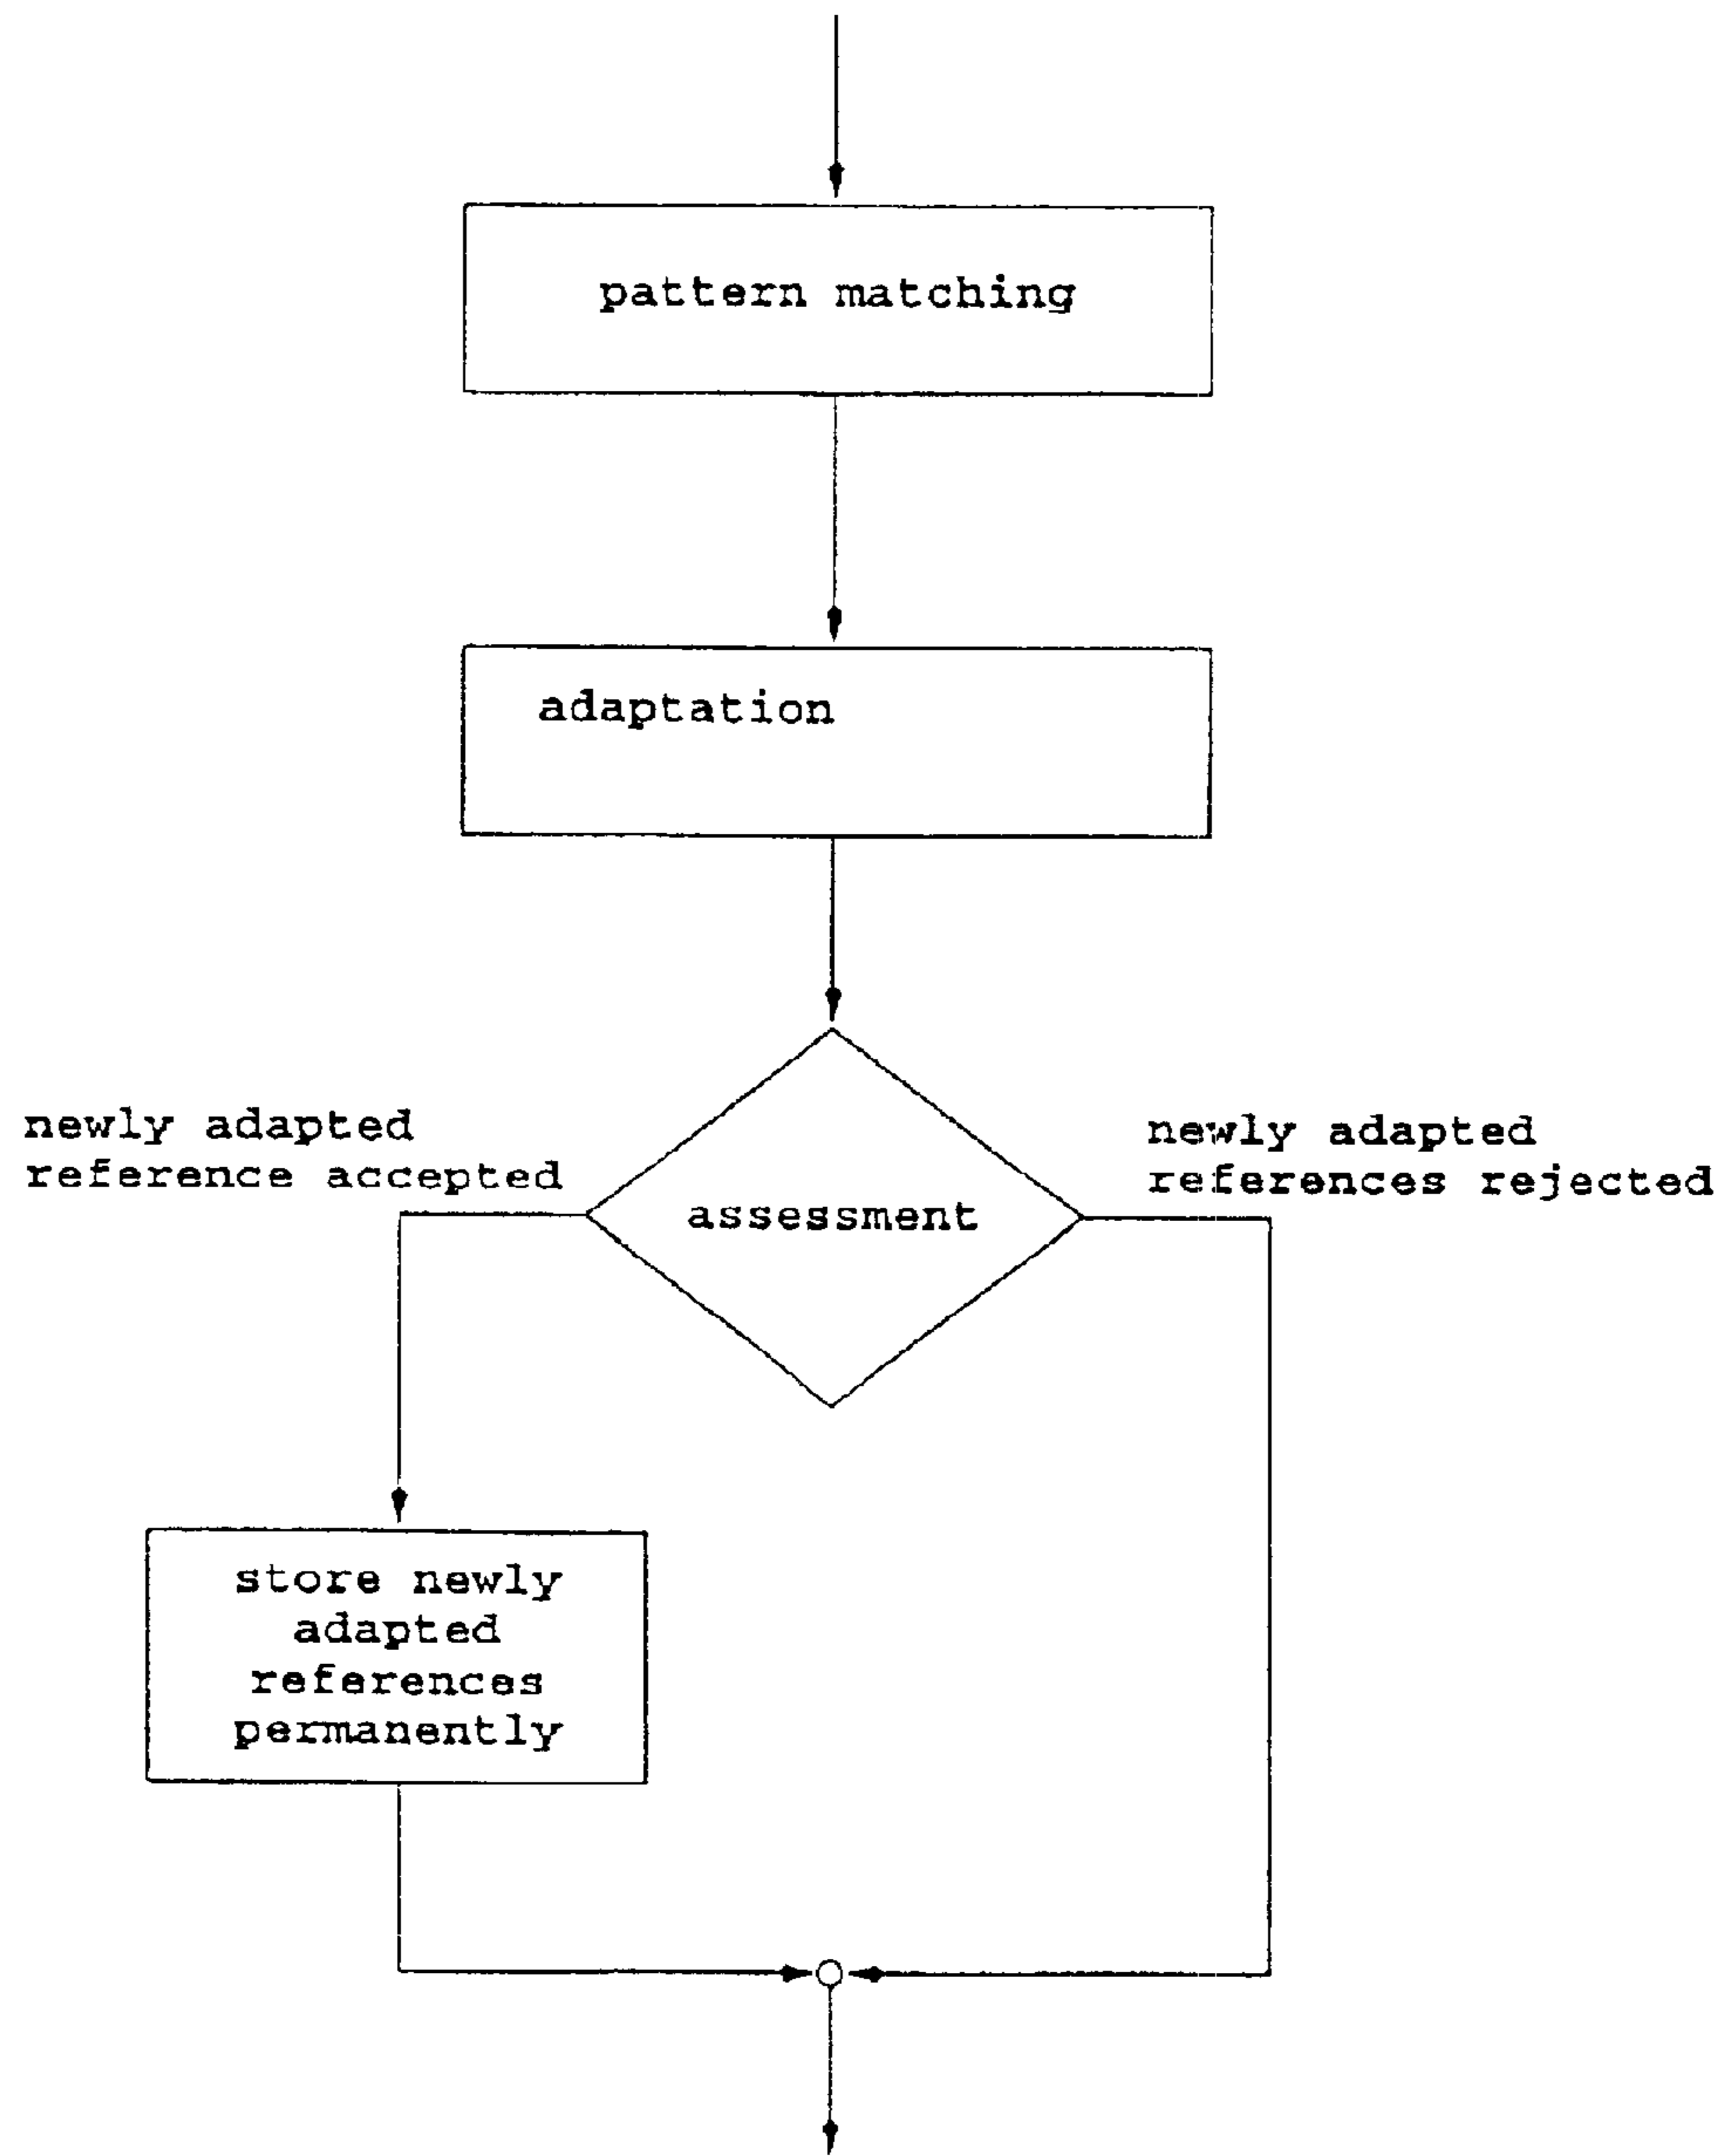 pattern matching
adaptation
newly adapted
reference accepted
newly adapted
references rejected
assessment
store newly
adapted
references
permanently